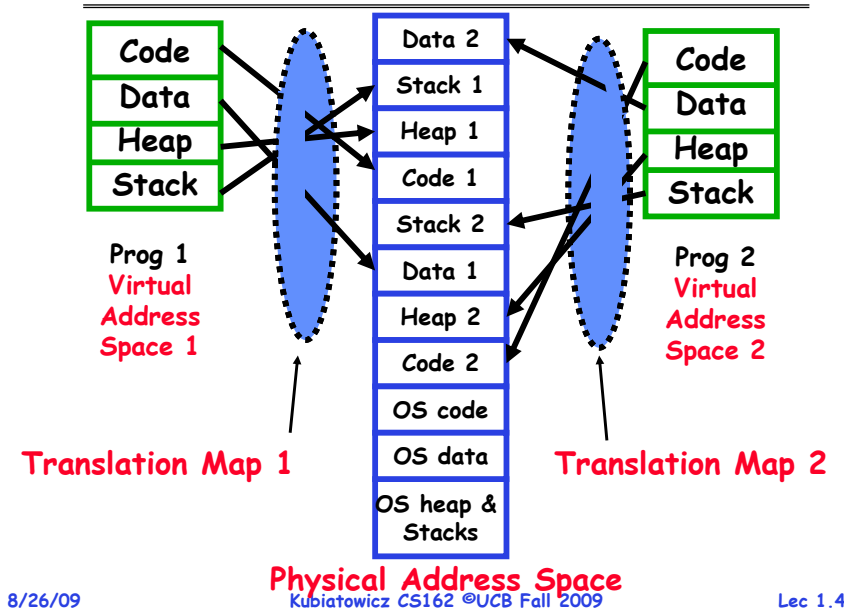 Code
Data
Heap
Stack
Prog 1
Virtual
Address
Space 1
Data 2
Stack 1
Heap 1
Code 1
Stack 2
Data 1
Heap 2
Code 2
OS code
OS data
OS heap &
Stacks
Code
Data
Heap
Stack
Prog 2
Virtual
Address
Space 2
Translation Map 1
Translation Map 2
Physical Address Space
8/26/09
Kubiatowicz CS162 ©UCB Fall 2009
Lec 1.4